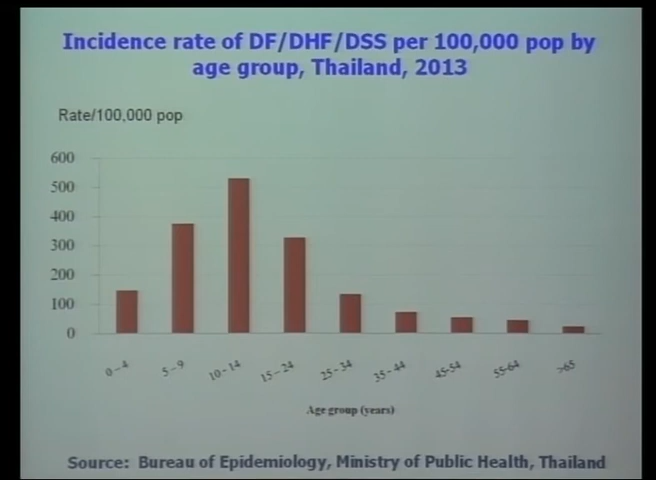 Incidence rate of DF/DHF/DSS per 100,000 pop by
age group, Thailand, 2013
Rate/100,000 pop
600
500
400
300
200
100
0
0 – 4
5 – 9
10 - 14
15 – 24
25 - 34
35 - 44
45-54
55-64
>65
Age group (years)
Source: Bureau of Epidemiology, Ministry of Public Health, Thailand